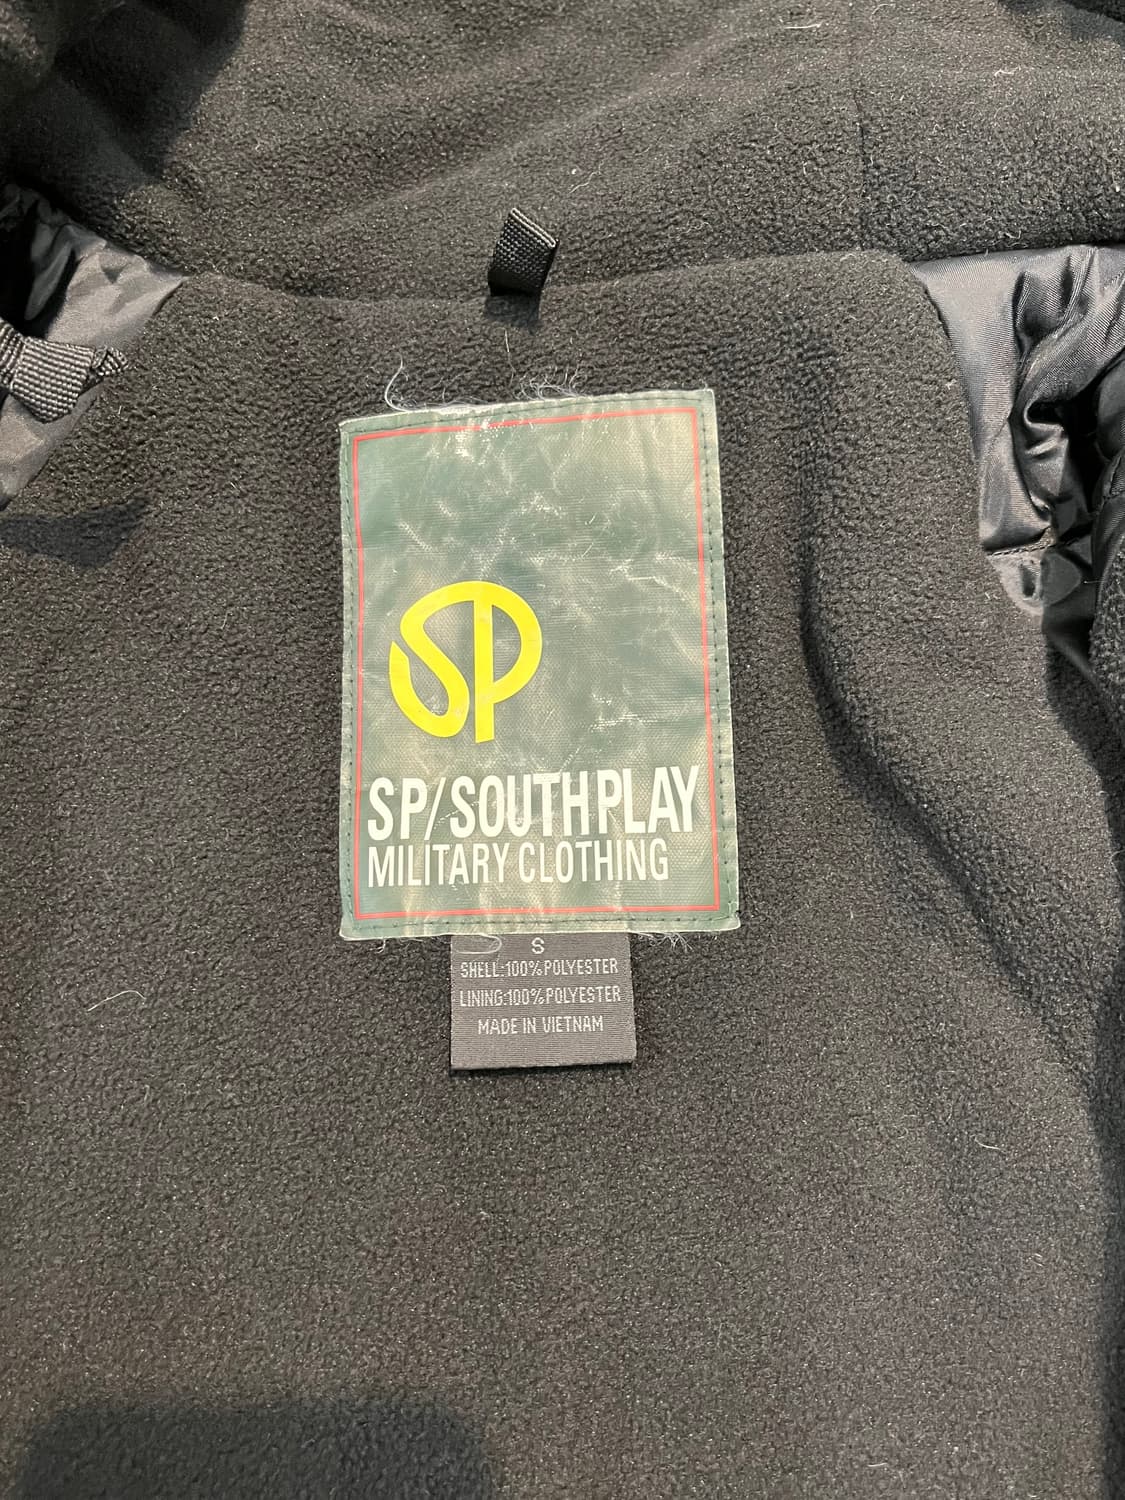 SP
SP/SOUTHPLAY
MILITARY CLOTHING
S
SHELL:100%POLYESTER
LINING:100%POLYESTER
MADE IN VIETNAM